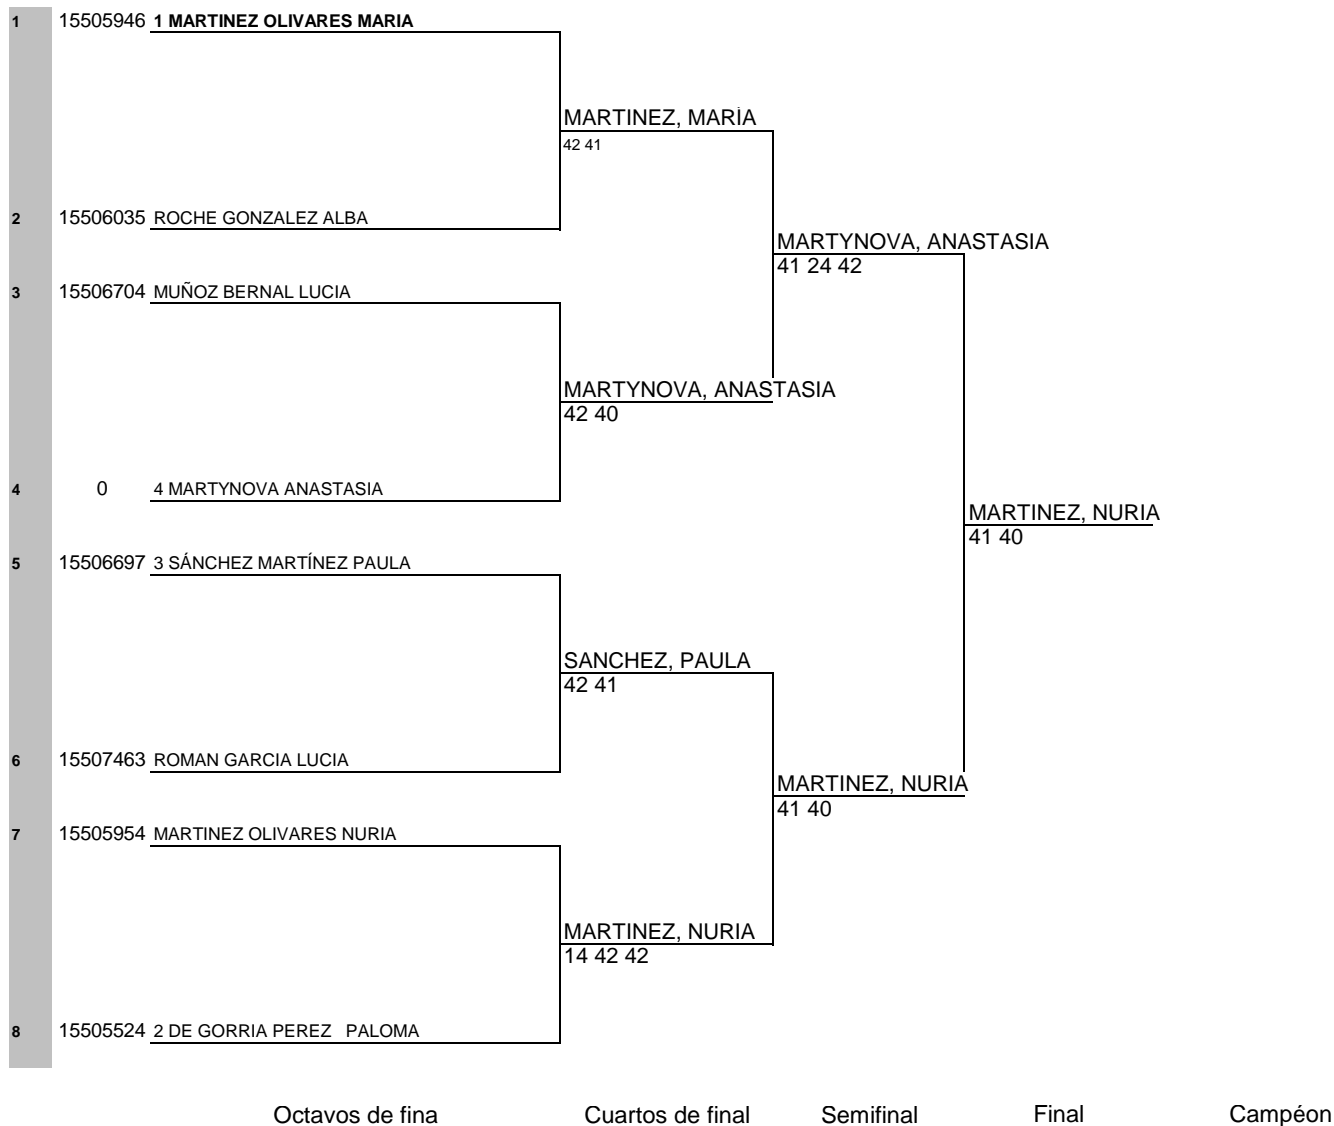 1 15505946 1 MARTINEZ OLIVARES MARIA
MARTINEZ, MARÍA
42 41
2 15506035 ROCHE GONZALEZ ALBA
MARTYNOVA, ANASTASIA
41 24 42
3 15506704 MUÑOZ BERNAL LUCIA
MARTYNOVA, ANASTASIA
42 40
4 0 4 MARTYNOVA ANASTASIA
MARTINEZ, NURIA
41 40
5 15506697 3 SÁNCHEZ MARTÍNEZ PAULA
SANCHEZ, PAULA
42 41
6 15507463 ROMAN GARCIA LUCIA
MARTINEZ, NURIA
41 40
7 15505954 MARTINEZ OLIVARES NURIA
MARTINEZ, NURIA
14 42 42
8 15505524 2 DE GORRIA PEREZ PALOMA
Octavos de fina Cuartos de final Semifinal Final Campéon